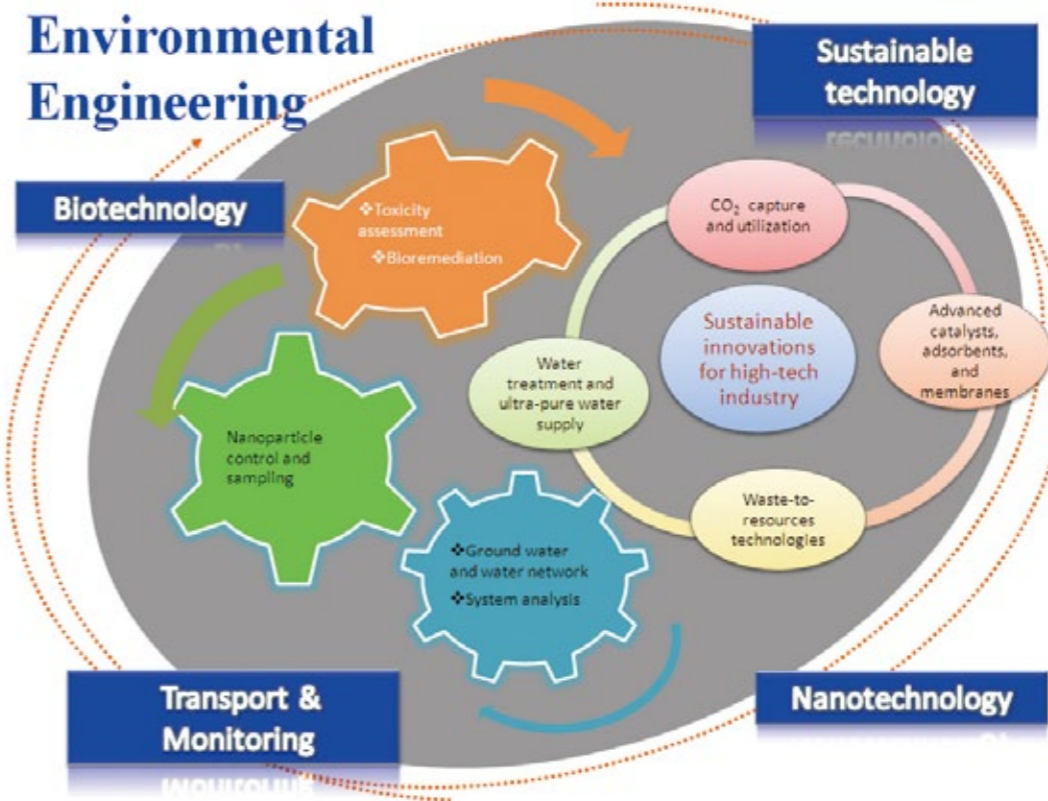 Environmental
Engineering
Sustainable
technology
Biotechnology
❖Toxicity
assessment
❖Bioremediation
CO₂ capture
and utilization
Sustainable
innovations
for high-tech
industry
Advanced
catalysts,
adsorbents,
and
membranes
Water
treatment and
ultra-pure water
supply
Nanoparticle
control and
sampling
Waste-to-
resources
technologies
❖Ground water
and water network
❖System analysis
Transport &
Monitoring
Nanotechnology